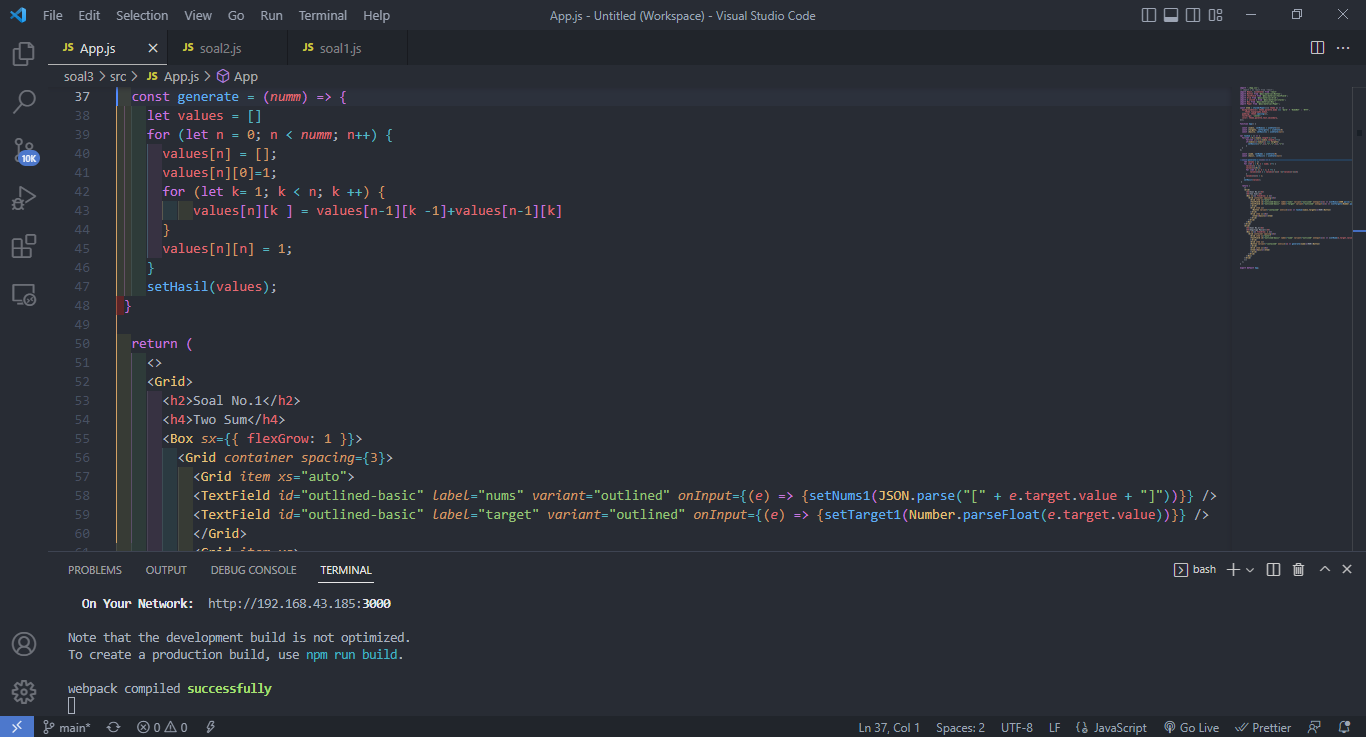 File Edit Selection View Go Run Terminal Help App.js - Untitled (Workspace) - Visual Studio Code
JS App.js JS soal2.js JS soal1.js
soal3 > src > JS App.js > App
37 const generate = (numm) => {
38 let values = []
39 for (let n = 0; n < numm; n++) {
40 values[n] = [];
41 values[n][0]=1;
42 for (let k= 1; k < n; k ++) {
43 values[n][k ] = values[n-1][k -1]+values[n-1][k]
44 }
45 values[n][n] = 1;
46 }
47 setHasil(values);
48 }
49
50 return (
51 <>
52 <Grid>
53 <h2>Soal No.1</h2>
54 <h4>Two Sum</h4>
55 <Box sx={{ flexGrow: 1 }}>
56 <Grid container spacing={3}>
57 <Grid item xs="auto">
58 <TextField id="outlined-basic" label="nums" variant="outlined" onInput={(e) => {setNums1(JSON.parse("[" + e.target.value + "]"))}} />
59 <TextField id="outlined-basic" label="target" variant="outlined" onInput={(e) => {setTarget1(Number.parseFloat(e.target.value))}} />
60 </Grid>
10K
PROBLEMS OUTPUT DEBUG CONSOLE TERMINAL bash
On Your Network: http://192.168.43.185:3000
Note that the development build is not optimized.
To create a production build, use npm run build.
webpack compiled successfully
main* 0 0 Ln 37, Col 1 Spaces: 2 UTF-8 LF {} JavaScript Go Live Prettier